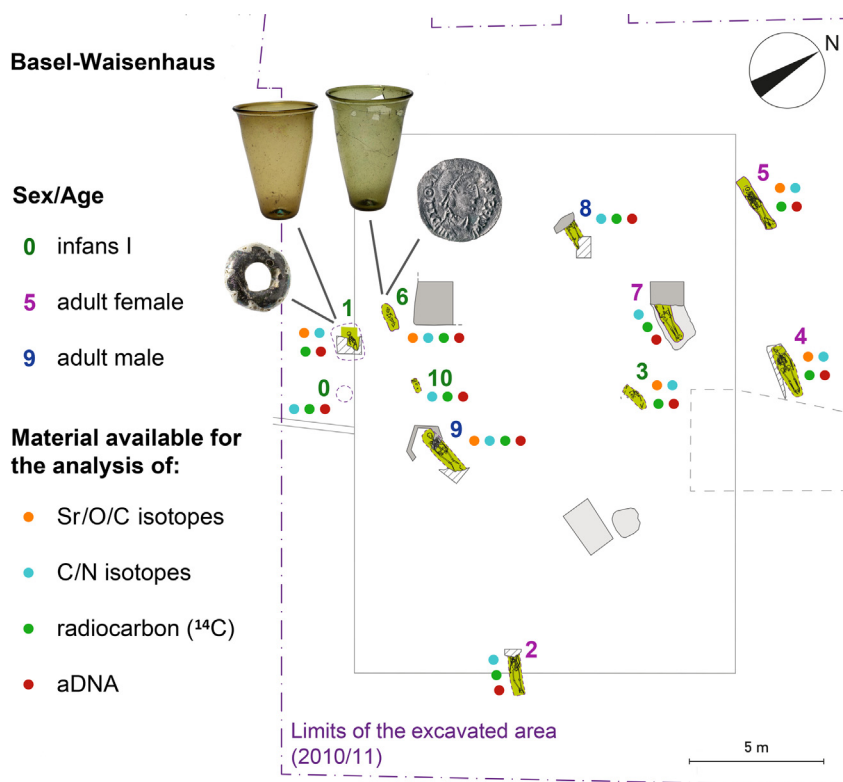 Basel-Waisenhaus
N
Sex/Age
0 infans I
5 adult female
9 adult male
Material available for
the analysis of:
Sr/O/C isotopes
C/N isotopes
radiocarbon (¹⁴C)
aDNA
5
8
6
1
7
4
3
10
0
9
2
Limits of the excavated area
(2010/11)
5 m